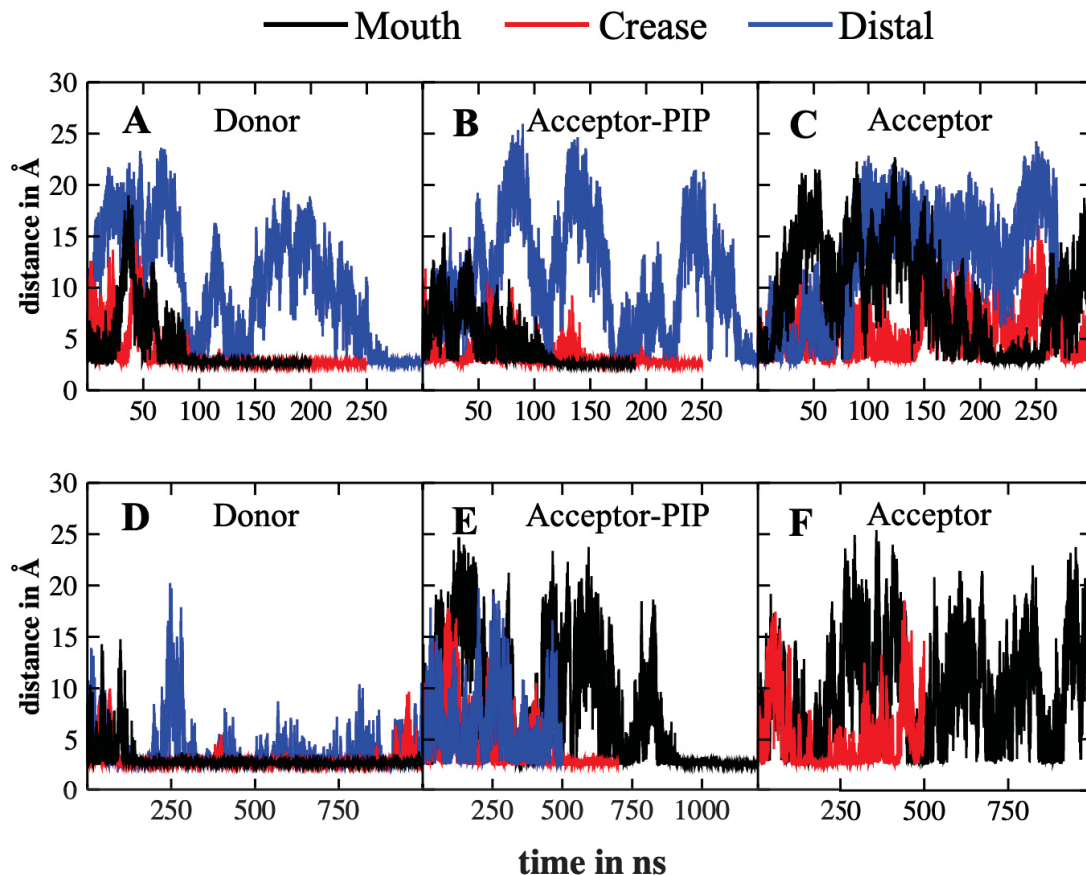 Mouth Crease Distal
30 A Donor B Acceptor-PIP C Acceptor
25
20
15
10
5
0
distance in Å
50 100 150 200 250 50 100 150 200 250 50 100 150 200 250
30 D Donor E Acceptor-PIP F Acceptor
25
20
15
10
5
0
distance in Å
250 500 750 250 500 750 1000 250 500 750
time in ns